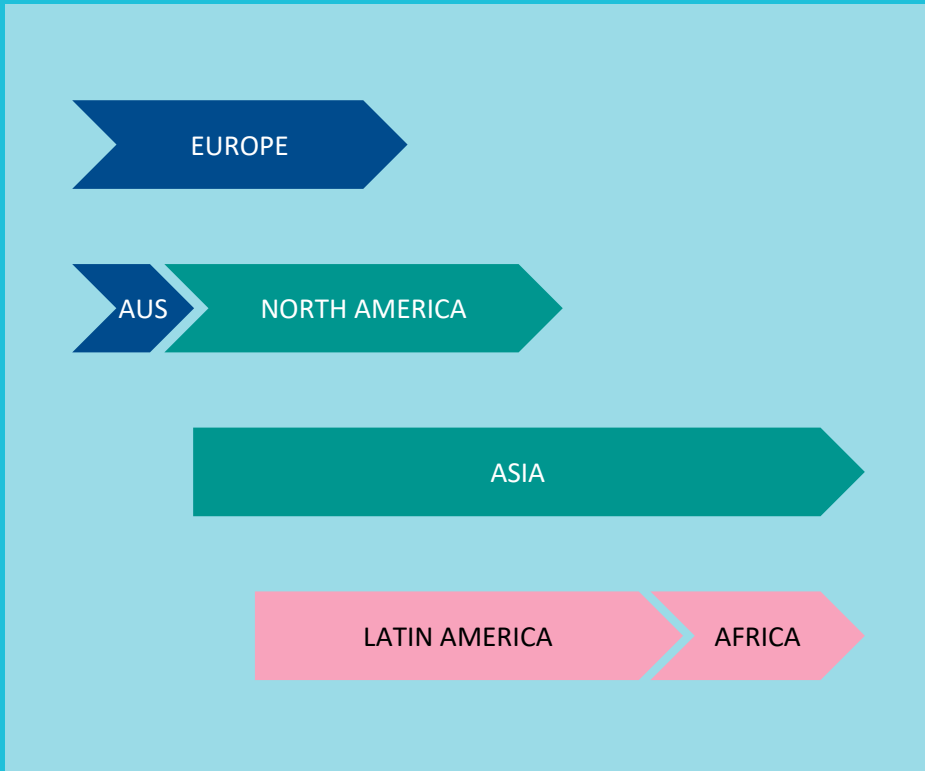 EUROPE
AUS
NORTH AMERICA
ASIA
LATIN AMERICA
AFRICA